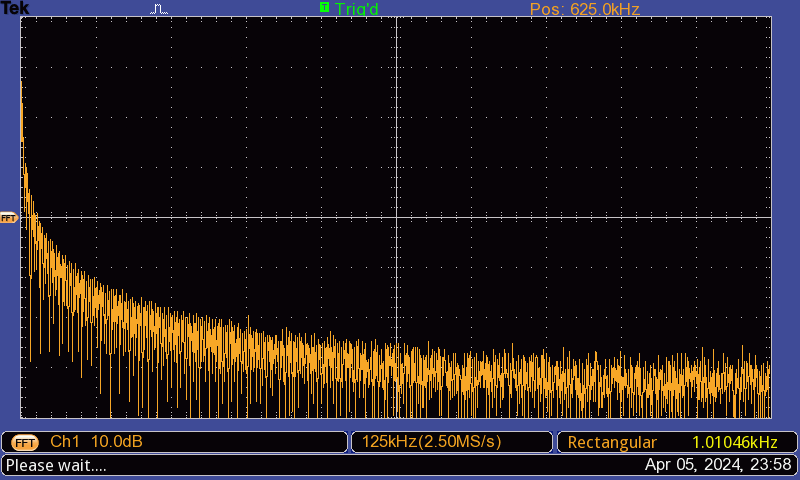 Tek T Trig'd Pos: 625.0kHz
FFT
FFT Ch1 10.0dB 125kHz(2.50MS/s) Rectangular 1.01046kHz
Please wait.... Apr 05, 2024, 23:58